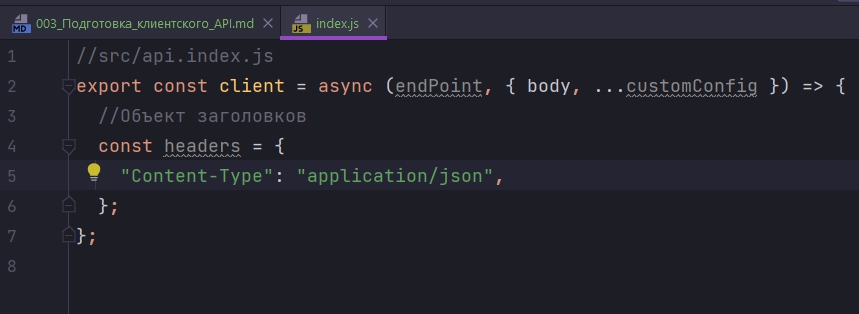 MD 003_Подготовка_клиентского_API.md JS index.js
1 //src/api.index.js
2 export const client = async (endPoint, { body, ...customConfig }) => {
3 //Объект заголовков
4 const headers = {
5 "Content-Type": "application/json",
6 };
7 };
8